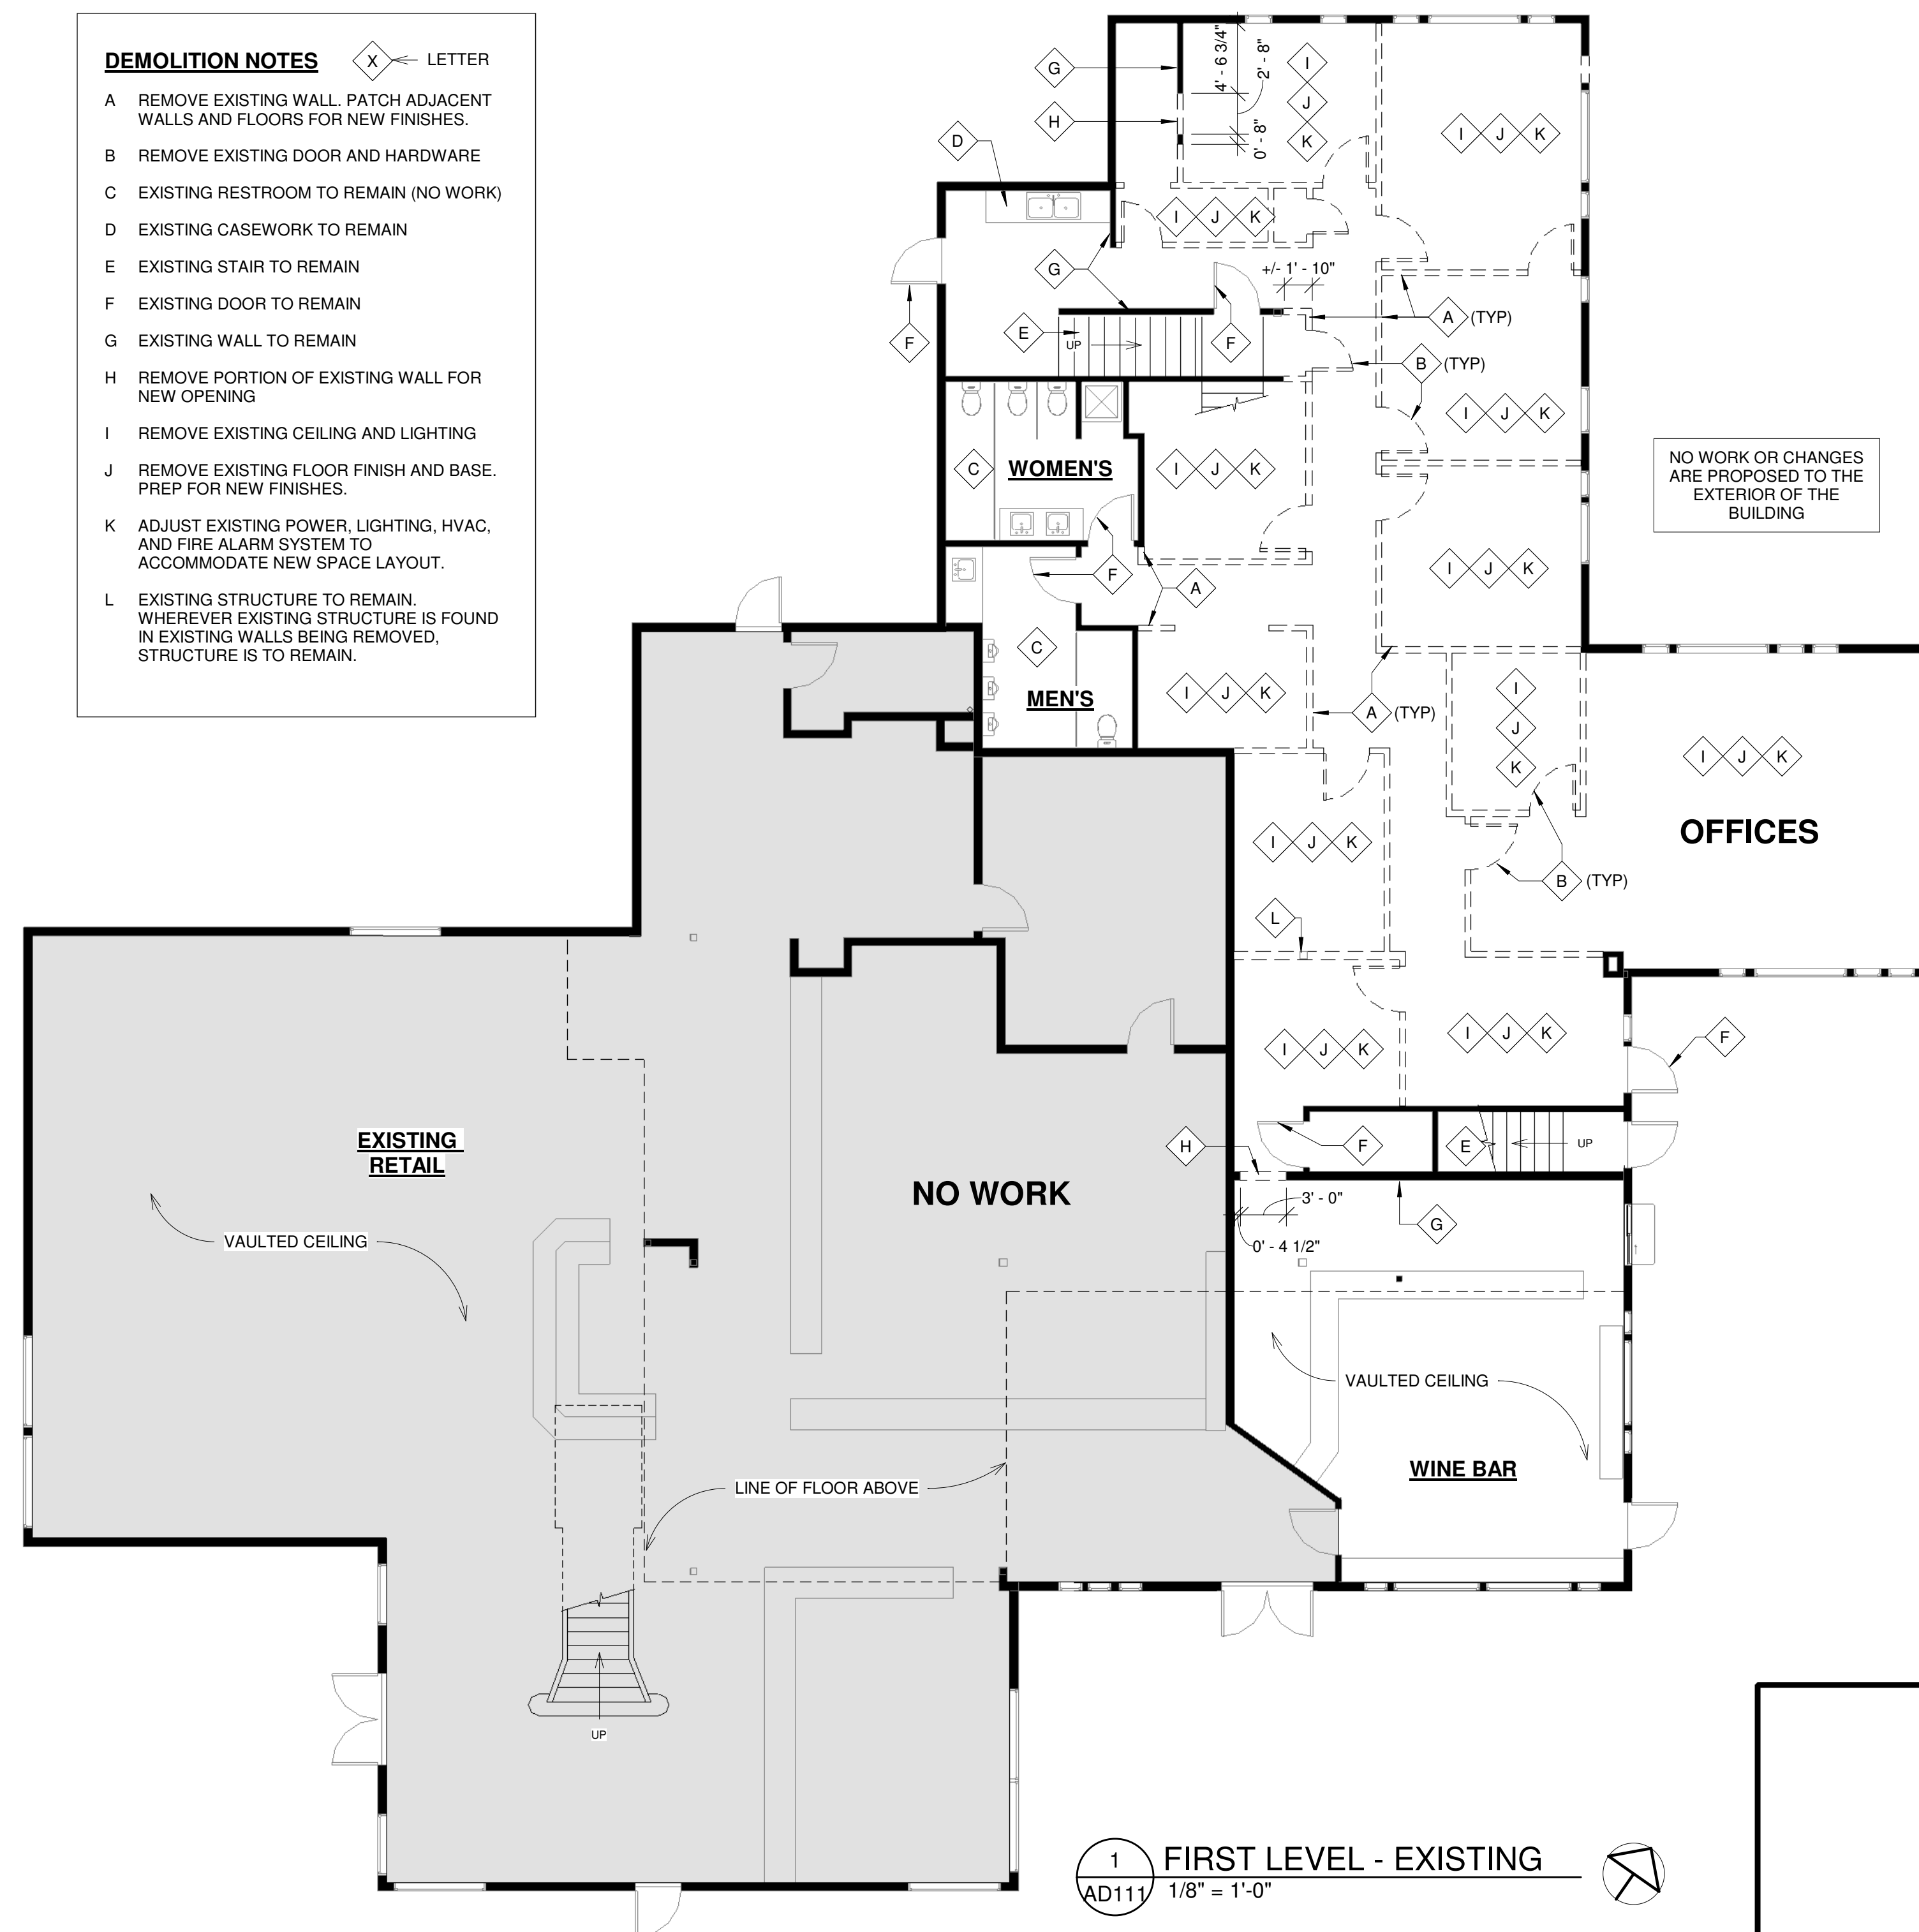 DEMOLITION NOTES X LETTER
A REMOVE EXISTING WALL. PATCH ADJACENT
WALLS AND FLOORS FOR NEW FINISHES.
B REMOVE EXISTING DOOR AND HARDWARE
C EXISTING RESTROOM TO REMAIN (NO WORK)
D EXISTING CASEWORK TO REMAIN
E EXISTING STAIR TO REMAIN
F EXISTING DOOR TO REMAIN
G EXISTING WALL TO REMAIN
H REMOVE PORTION OF EXISTING WALL FOR
NEW OPENING
I REMOVE EXISTING CEILING AND LIGHTING
J REMOVE EXISTING FLOOR FINISH AND BASE.
PREP FOR NEW FINISHES.
K ADJUST EXISTING POWER, LIGHTING, HVAC,
AND FIRE ALARM SYSTEM TO
ACCOMMODATE NEW SPACE LAYOUT.
L EXISTING STRUCTURE TO REMAIN.
WHEREVER EXISTING STRUCTURE IS FOUND
IN EXISTING WALLS BEING REMOVED,
STRUCTURE IS TO REMAIN.
G
H
D
4' - 6 3/4"
2' - 8"
0' - 8"
I
J
K
I J K
I J K
G
+/- 1' - 10"
F
E
UP
F
A (TYP)
B (TYP)
I J K
C
WOMEN'S
I J K
NO WORK OR CHANGES
ARE PROPOSED TO THE
EXTERIOR OF THE
BUILDING
F
A
I J K
C
MEN'S
I J K
A (TYP)
I
J
K
I J K
OFFICES
I J K
B (TYP)
L
I J K
I J K
F
EXISTING
RETAIL
VAULTED CEILING
NO WORK
H
F
E
UP
3' - 0"
0' - 4 1/2"
G
VAULTED CEILING
WINE BAR
LINE OF FLOOR ABOVE
UP
1
AD111
FIRST LEVEL - EXISTING
1/8" = 1'-0"